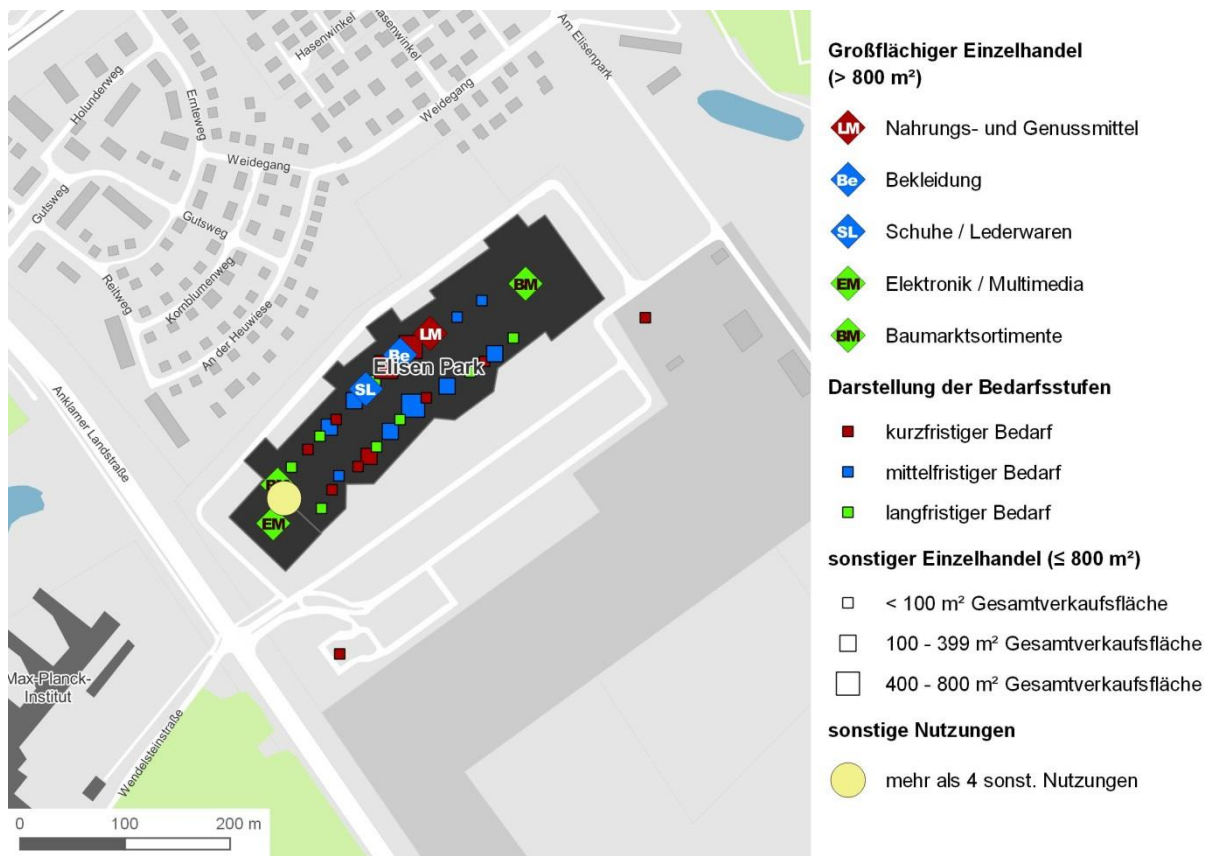 Hasenwinkel
Hasenwinkel
Am Elisenpark
Holunderweg
Ernteweg
Weidegang
Weidegang
Gutsweg
Gutsweg
Reitweg
Kornblumenweg
An der Heuwiese
Anklamer Landstraße
BM
LM
Be
Elisen Park
SL
BM
EM
Max-Planck-
Institut
Wendelsteinstraße
0 100 200 m
Großflächiger Einzelhandel
(> 800 m²)
LM Nahrungs- und Genussmittel
Be Bekleidung
SL Schuhe / Lederwaren
EM Elektronik / Multimedia
BM Baumarktsortimente
Darstellung der Bedarfsstufen
kurzfristiger Bedarf
mittelfristiger Bedarf
langfristiger Bedarf
sonstiger Einzelhandel (≤ 800 m²)
< 100 m² Gesamtverkaufsfläche
100 - 399 m² Gesamtverkaufsfläche
400 - 800 m² Gesamtverkaufsfläche
sonstige Nutzungen
mehr als 4 sonst. Nutzungen